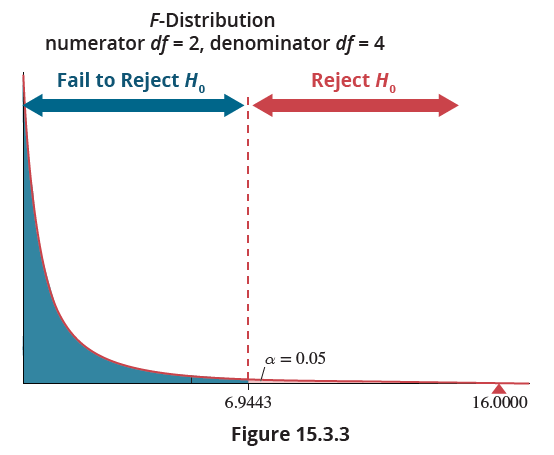 F-Distribution
numerator df = 2, denominator df = 4
Fail to Reject H₀
Reject H₀
α = 0.05
6.9443
16.0000
Figure 15.3.3